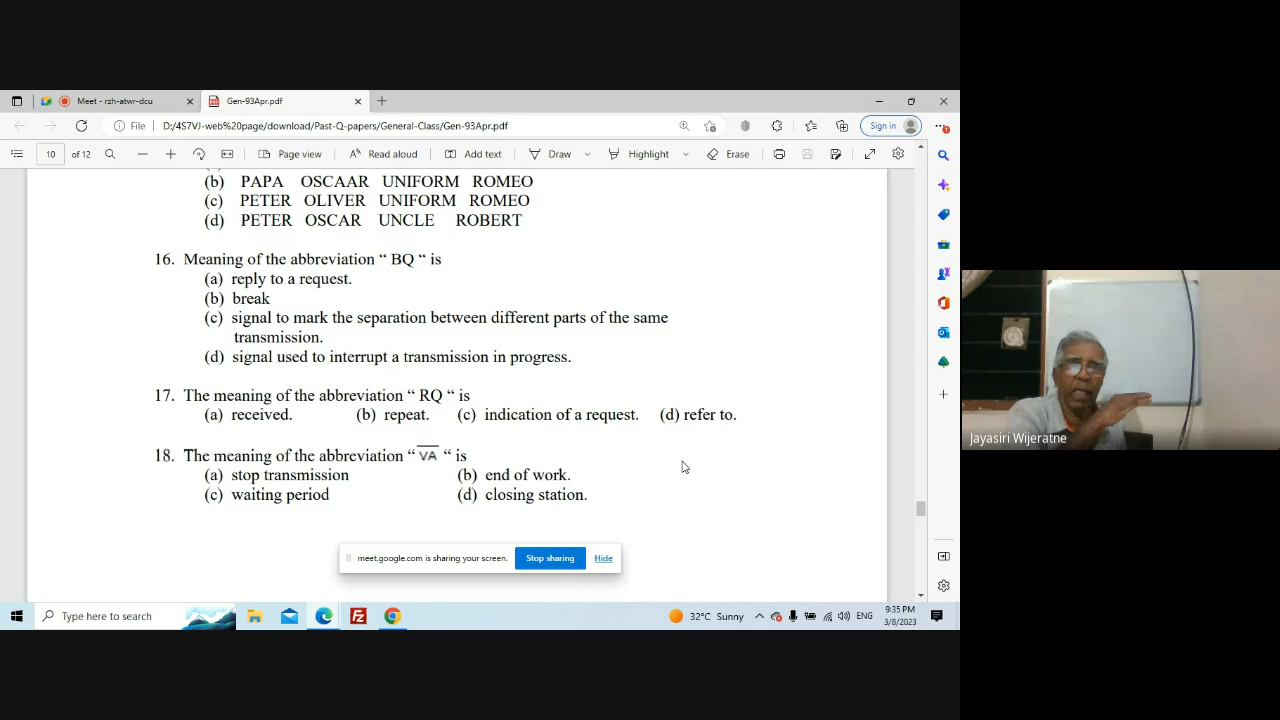 Meet - rzh-atwr-dcu
Gen-93Apr.pdf
File D:/4S7VJ-web%20page/download/Past-Q-papers/General-Class/Gen-93Apr.pdf Sign in
10 of 12 Page view Read aloud Add text Draw Highlight Erase
(b) PAPA OSCAAR UNIFORM ROMEO
(c) PETER OLIVER UNIFORM ROMEO
(d) PETER OSCAR UNCLE ROBERT
16. Meaning of the abbreviation “ BQ “ is
(a) reply to a request.
(b) break
(c) signal to mark the separation between different parts of the same
transmission.
(d) signal used to interrupt a transmission in progress.
17. The meaning of the abbreviation “ RQ “ is
(a) received. (b) repeat. (c) indication of a request. (d) refer to.
18. The meaning of the abbreviation “ VA “ is
(a) stop transmission (b) end of work.
(c) waiting period (d) closing station.
meet.google.com is sharing your screen. Stop sharing Hide
Type here to search 32°C Sunny ENG 9:35 PM
3/8/2023
Jayasiri Wijeratne